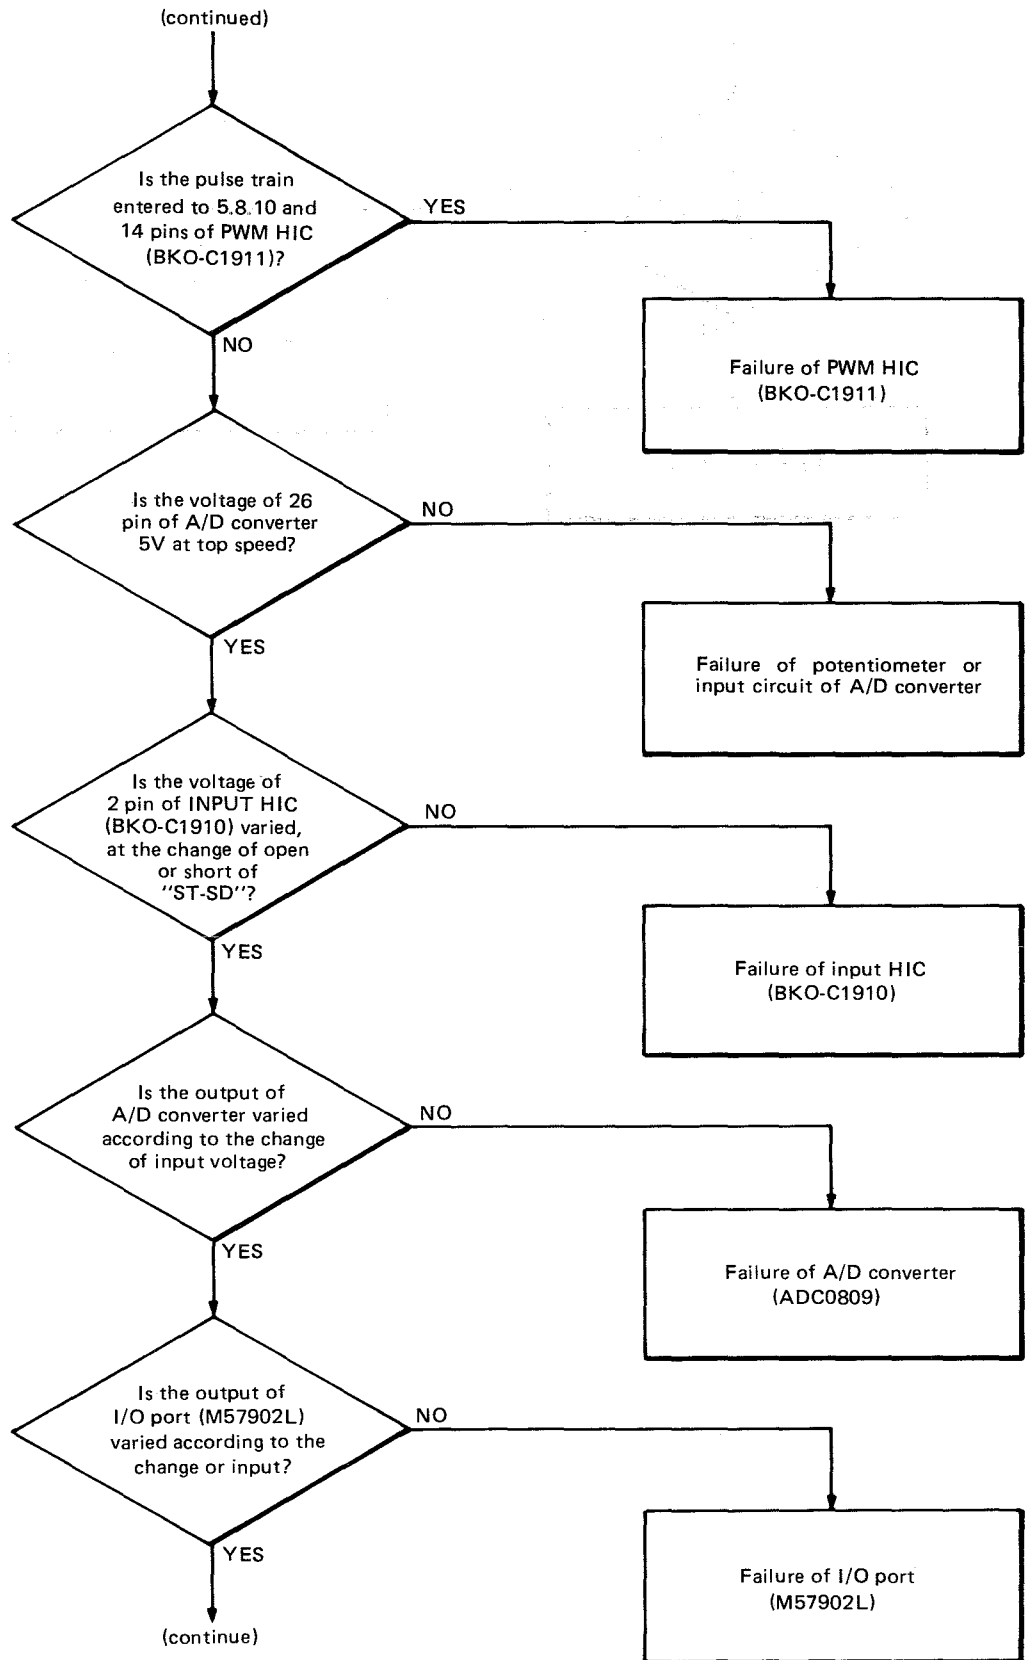 (continued)
Is the pulse train
entered to 5.8.10 and
14 pins of PWM HIC
(BKO-C1911)?
YES
NO
Failure of PWM HIC
(BKO-C1911)
Is the voltage of 26
pin of A/D converter
5V at top speed?
NO
YES
Failure of potentiometer or
input circuit of A/D converter
Is the voltage of
2 pin of INPUT HIC
(BKO-C1910) varied,
at the change of open
or short of
"ST-SD"?
NO
YES
Failure of input HIC
(BKO-C1910)
Is the output of
A/D converter varied
according to the change
of input voltage?
NO
YES
Failure of A/D converter
(ADC0809)
Is the output of
I/O port (M57902L)
varied according to the
change or input?
NO
YES
Failure of I/O port
(M57902L)
(continue)